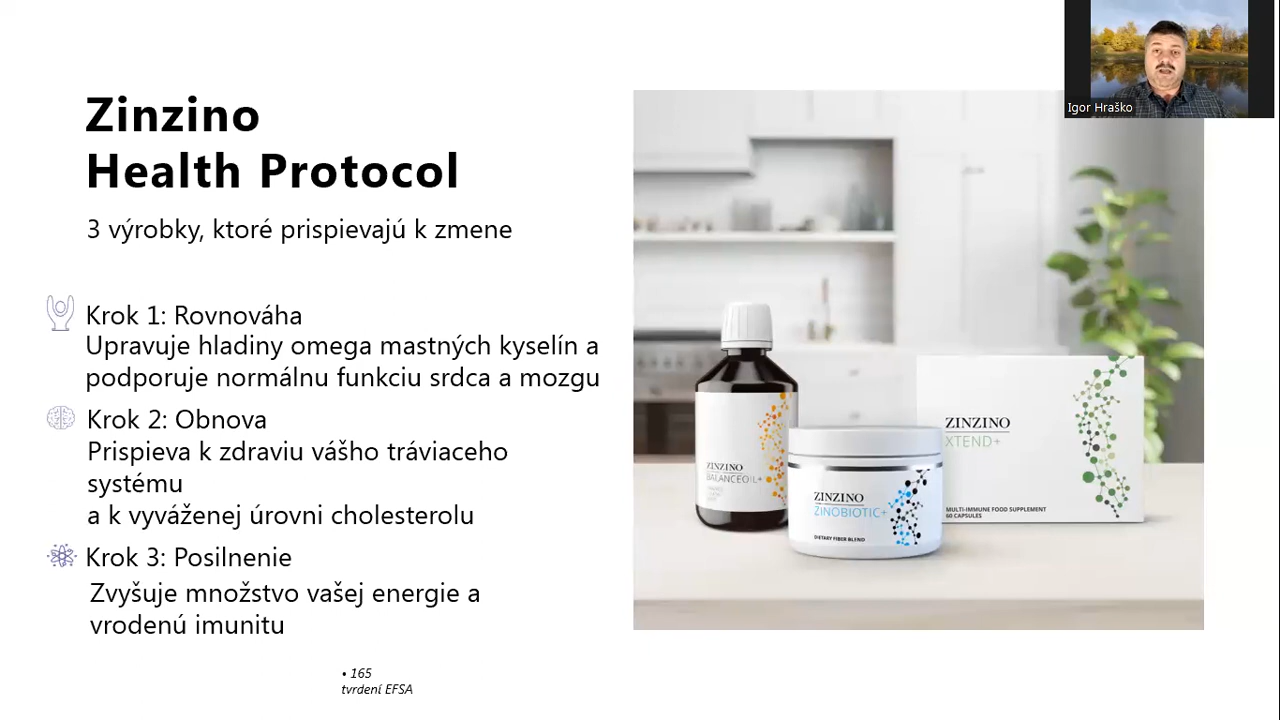 Zinzino
Health Protocol
3 výrobky, ktoré prispievajú k zmene
Krok 1: Rovnováha
Upravuje hladiny omega mastných kyselín a
podporuje normálnu funkciu srdca a mozgu
Krok 2: Obnova
Prispieva k zdraviu vášho tráviaceho
systému
a k vyváženej úrovni cholesterolu
Krok 3: Posilnenie
Zvyšuje množstvo vašej energie a
vrodenú imunitu
• 165
tvrdení EFSA
Igor Hraško
ZINZINO
BALANCEOIL+
ZINZINO
ZINOBIOTIC+
DIETARY FIBER BLEND
ZINZINO
XTEND+
MULTI-IMMUNE FOOD SUPPLEMENT
60 CAPSULES